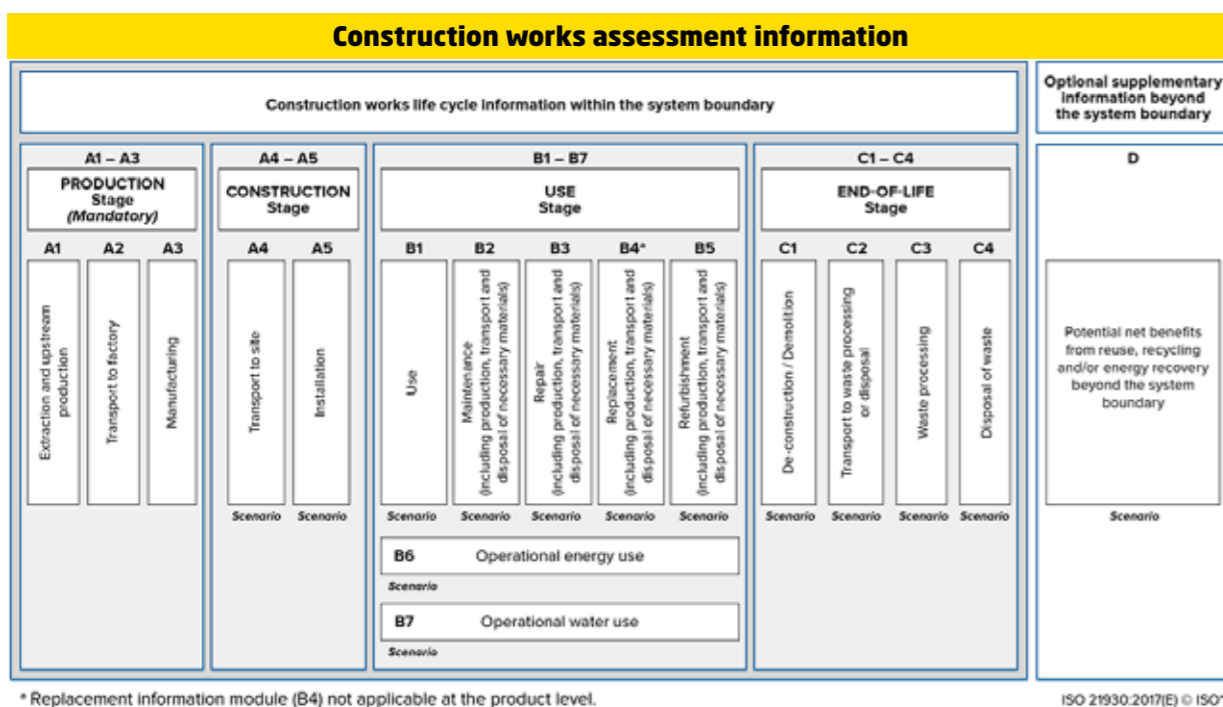 Construction works assessment information
Construction works life cycle information within the system boundary
Optional supplementary
information beyond
the system boundary
A1 – A3
PRODUCTION
Stage
(Mandatory)
A4 – A5
CONSTRUCTION
Stage
B1 – B7
USE
Stage
C1 – C4
END-OF-LIFE
Stage
D
A1
A2
A3
A4
A5
B1
B2
B3
B4*
B5
C1
C2
C3
C4
Extraction and upstream
production
Transport to factory
Manufacturing
Transport to site
Installation
Use
Maintenance
(including production, transport and
disposal of necessary materials)
Repair
(including production, transport and
disposal of necessary materials)
Replacement
(including production, transport and
disposal of necessary materials)
Refurbishment
(including production, transport and
disposal of necessary materials)
De-construction / Demolition
Transport to waste processing
or disposal
Waste processing
Disposal of waste
Potential net benefits
from reuse, recycling
and/or energy recovery
beyond the system
boundary
Scenario
Scenario
Scenario
Scenario
Scenario
Scenario
Scenario
Scenario
Scenario
Scenario
Scenario
Scenario
B6 Operational energy use
Scenario
B7 Operational water use
Scenario
* Replacement information module (B4) not applicable at the product level.
ISO 21930:2017(E) © ISO*